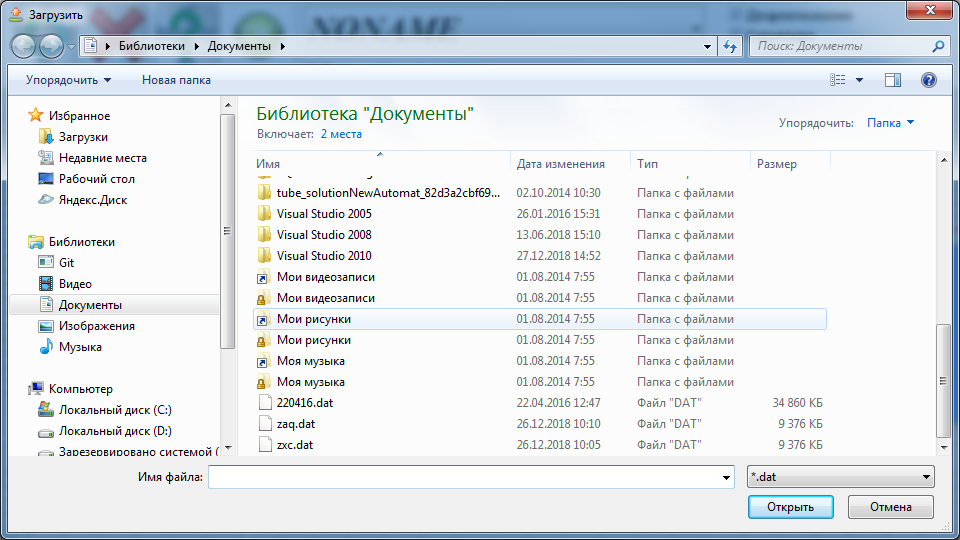 Загрузить
NONAME
Библиотеки Документы
Поиск: Документы
Упорядочить Новая папка
Избранное
Загрузки
Недавние места
Рабочий стол
Яндекс.Диск
Библиотеки
Git
Видео
Документы
Изображения
Музыка
Компьютер
Локальный диск (C:)
Локальный диск (D:)
Зарезервировано системой (
Библиотека "Документы"
Включает: 2 места
Упорядочить: Папка
Имя Дата изменения Тип Размер
tube_solutionNewAutomat_82d3a2cbf69... 02.10.2014 10:30 Папка с файлами
Visual Studio 2005 26.01.2016 15:31 Папка с файлами
Visual Studio 2008 13.06.2018 15:10 Папка с файлами
Visual Studio 2010 27.12.2018 14:52 Папка с файлами
Мои видеозаписи 01.08.2014 7:55 Папка с файлами
Мои видеозаписи 01.08.2014 7:55 Папка с файлами
Мои рисунки 01.08.2014 7:55 Папка с файлами
Мои рисунки 01.08.2014 7:55 Папка с файлами
Моя музыка 01.08.2014 7:55 Папка с файлами
Моя музыка 01.08.2014 7:55 Папка с файлами
220416.dat 22.04.2016 12:47 Файл "DAT" 34 860 КБ
zaq.dat 26.12.2018 10:10 Файл "DAT" 9 376 КБ
zxc.dat 26.12.2018 10:05 Файл "DAT" 9 376 КБ
Имя файла: *.dat
Открыть Отмена